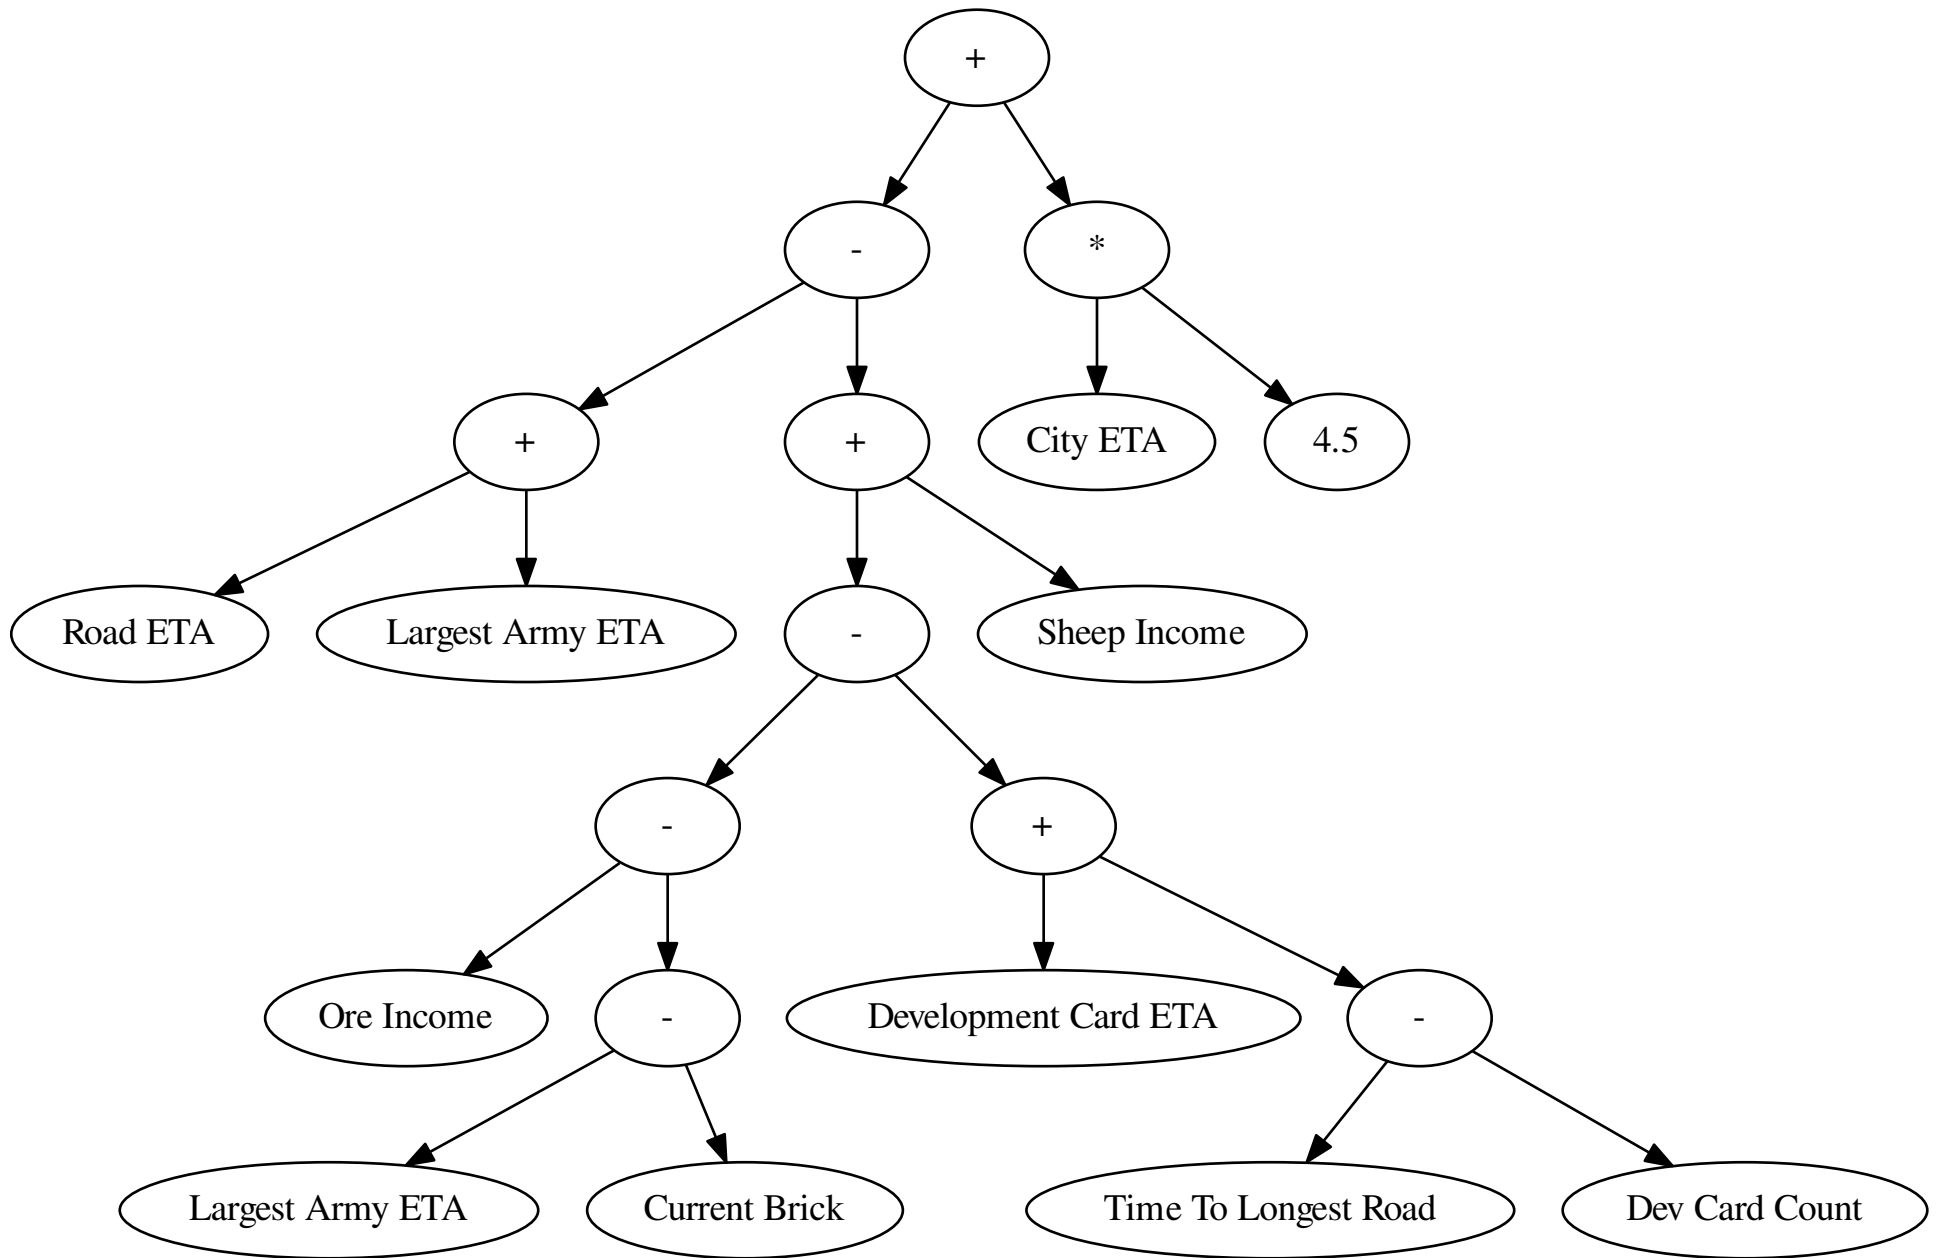 +
-
*
+
+
City ETA
4.5
Road ETA
Largest Army ETA
-
Sheep Income
-
+
Ore Income
-
Development Card ETA
-
Largest Army ETA
Current Brick
Time To Longest Road
Dev Card Count